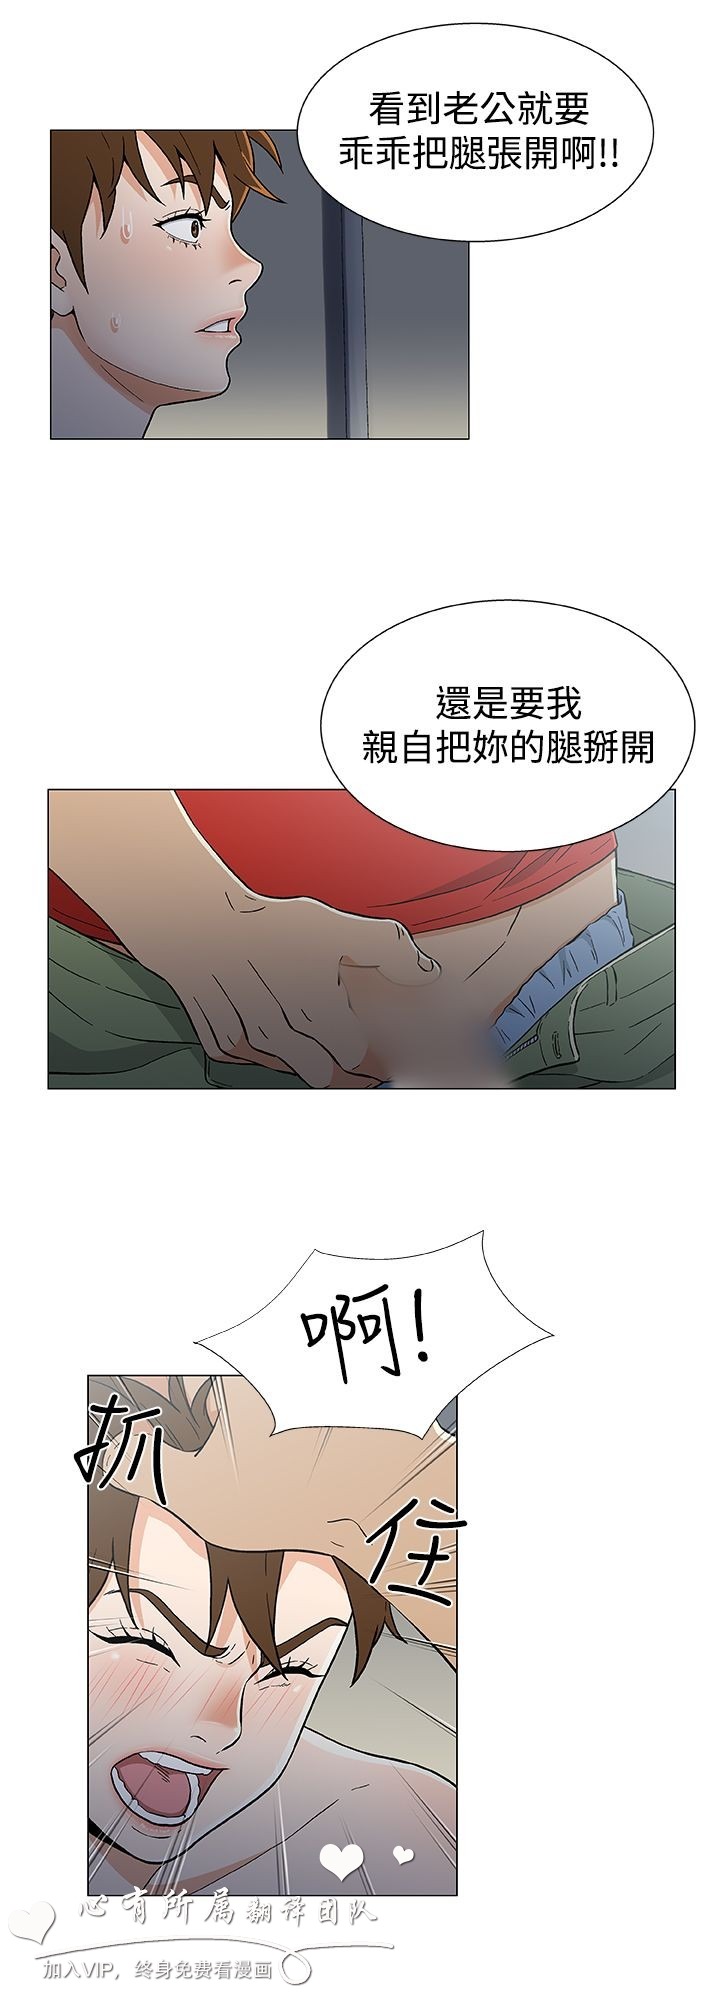 看到老公就要
乖乖把腿張開啊!!
還是要我
親自把妳的腿掰開
啊!
抓住
心有所属翻译团队
加入VIP，终身免费看漫画